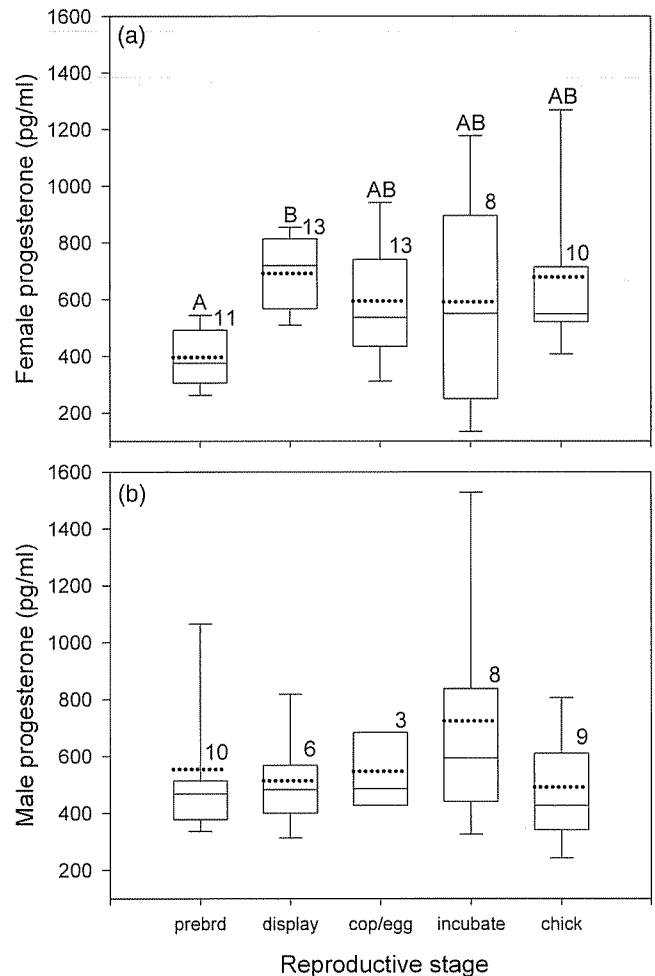 (a)
Female progesterone (pg/ml)
1600
1400
1200
1000
800
600
400
200
A
11
B
13
AB
13
AB
8
AB
10
(b)
Male progesterone (pg/ml)
1600
1400
1200
1000
800
600
400
200
10
6
3
8
9
prebrd display cop/egg incubate chick
Reproductive stage